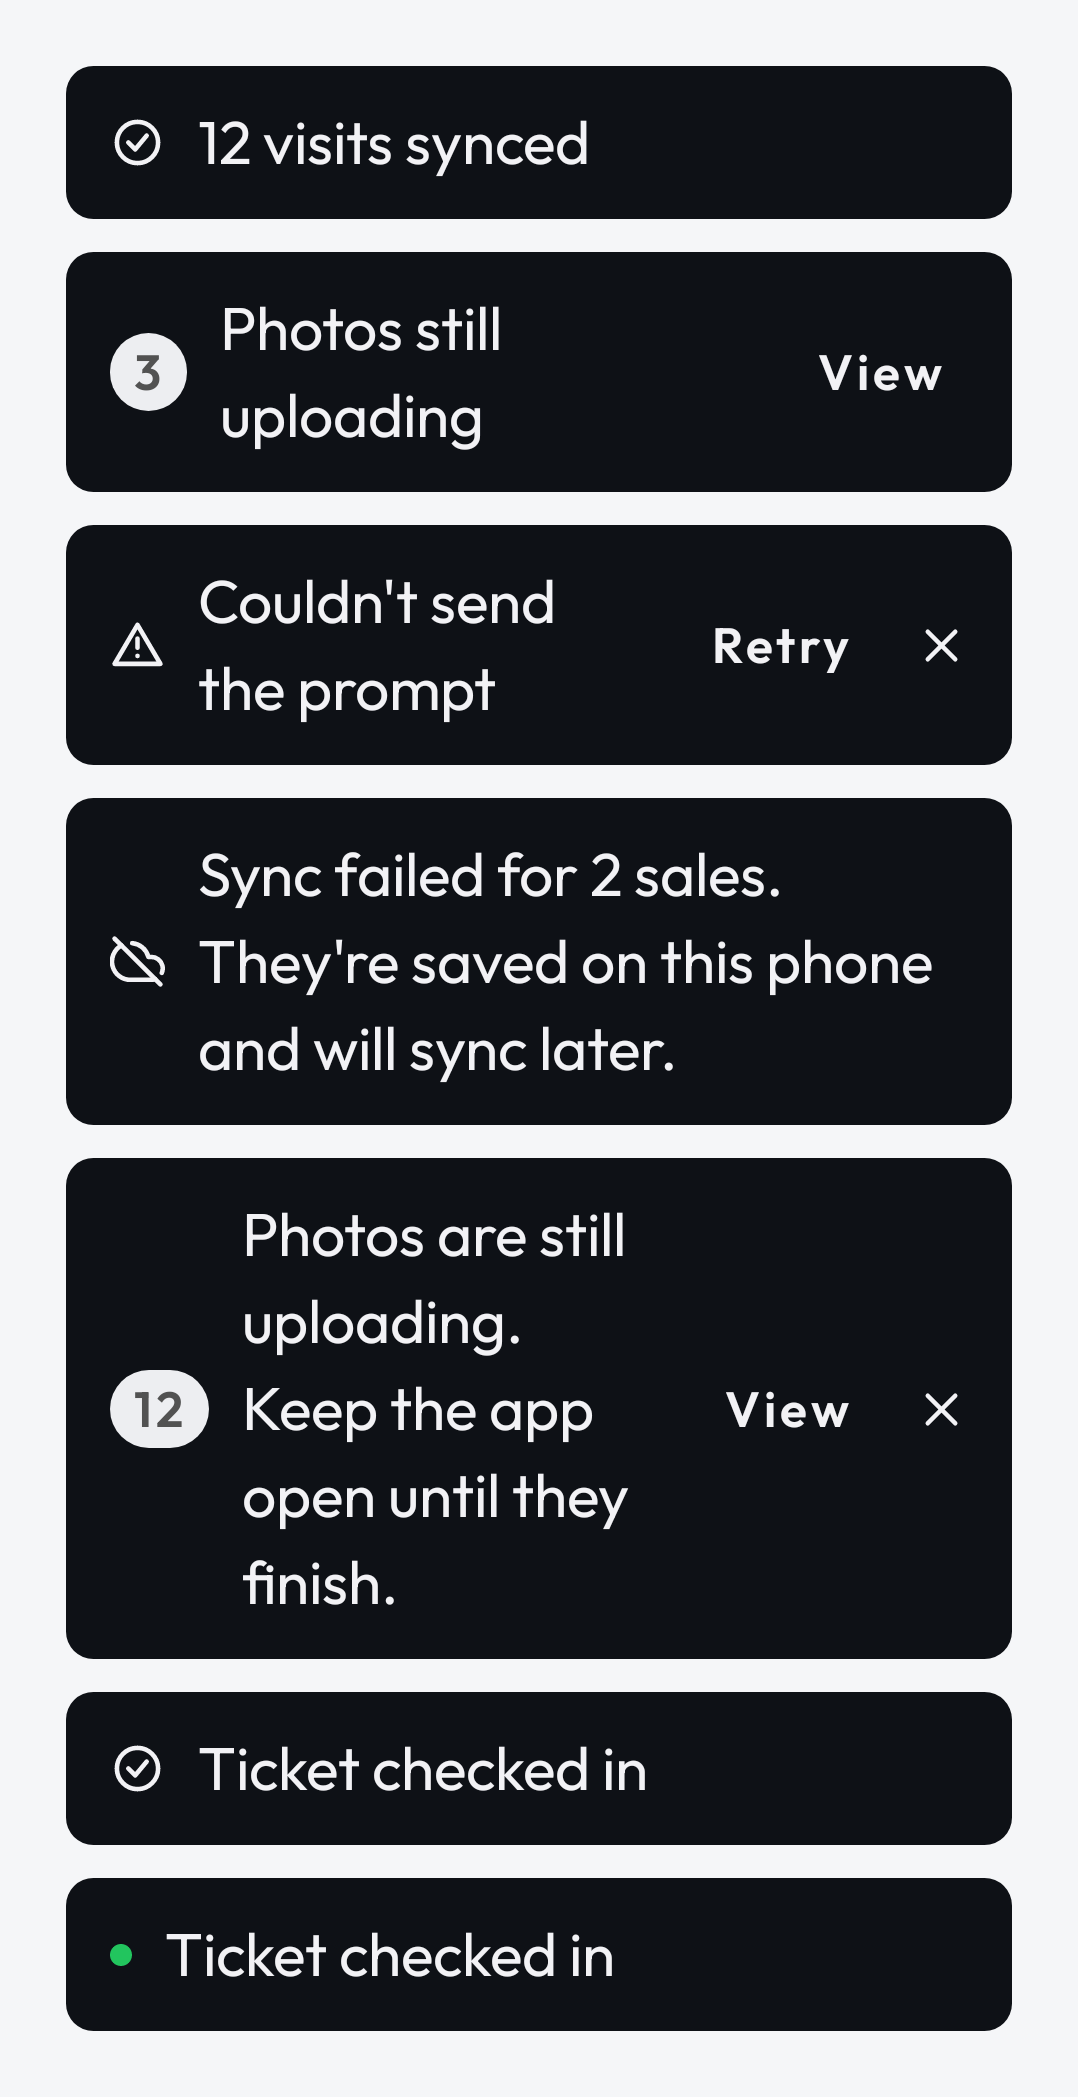 12 visits synced
3
Photos still
uploading
View
Couldn't send
the prompt
Retry
Sync failed for 2 sales.
They're saved on this phone
and will sync later.
12
Photos are still
uploading.
Keep the app
open until they
finish.
View
Ticket checked in
Ticket checked in